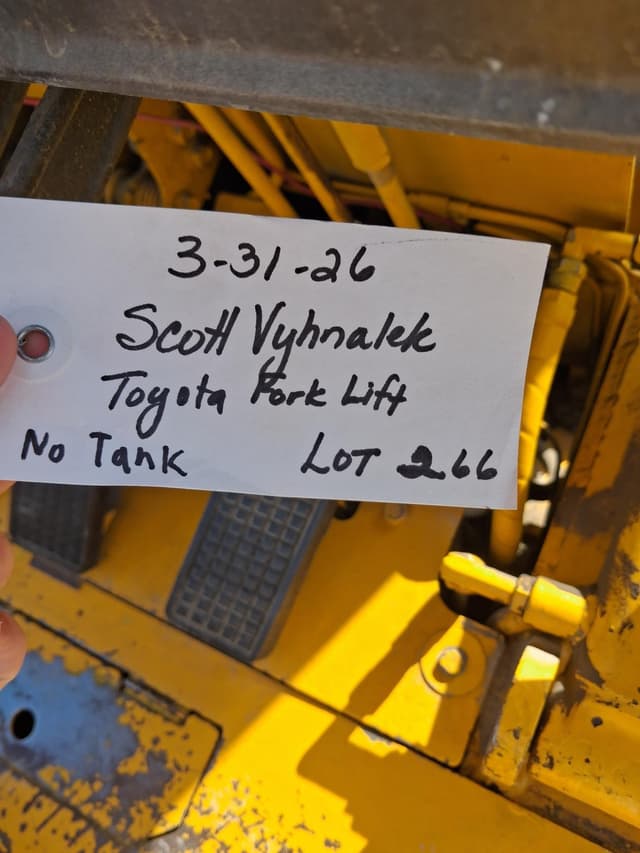 3-31-26
Scott Vyhnalek
Toyota Fork Lift
No Tank LOT 266